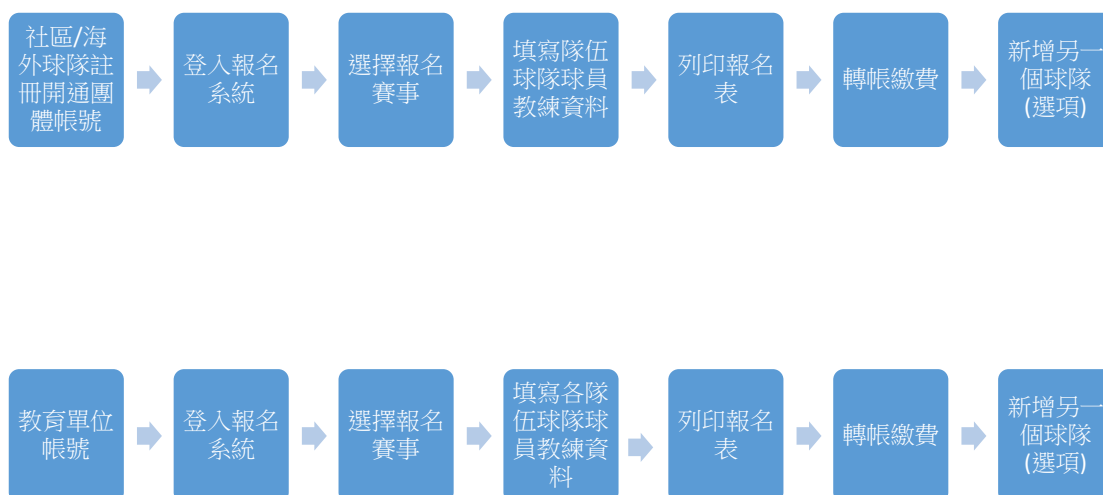 社區/海
外球隊註
冊開通團
體帳號
登入報名
系統
選擇報名
賽事
填寫隊伍
球隊球員
教練資料
列印報名
表
轉帳繳費
新增另一
個球隊
(選項)
教育單位
帳號
登入報名
系統
選擇報名
賽事
填寫各隊
伍球隊球
員教練資
料
列印報名
表
轉帳繳費
新增另一
個球隊
(選項)